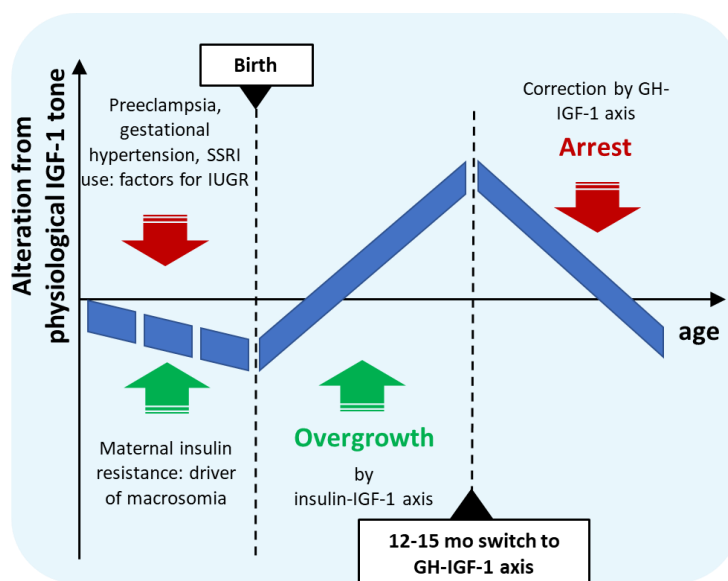 Alteration from
physiological IGF-1 tone
Birth
Preeclampsia,
gestational
hypertension, SSRI
use: factors for IUGR
Correction by GH-
IGF-1 axis
Arrest
age
Maternal insulin
resistance: driver
of macrosomia
Overgrowth
by
insulin-IGF-1 axis
12-15 mo switch to
GH-IGF-1 axis